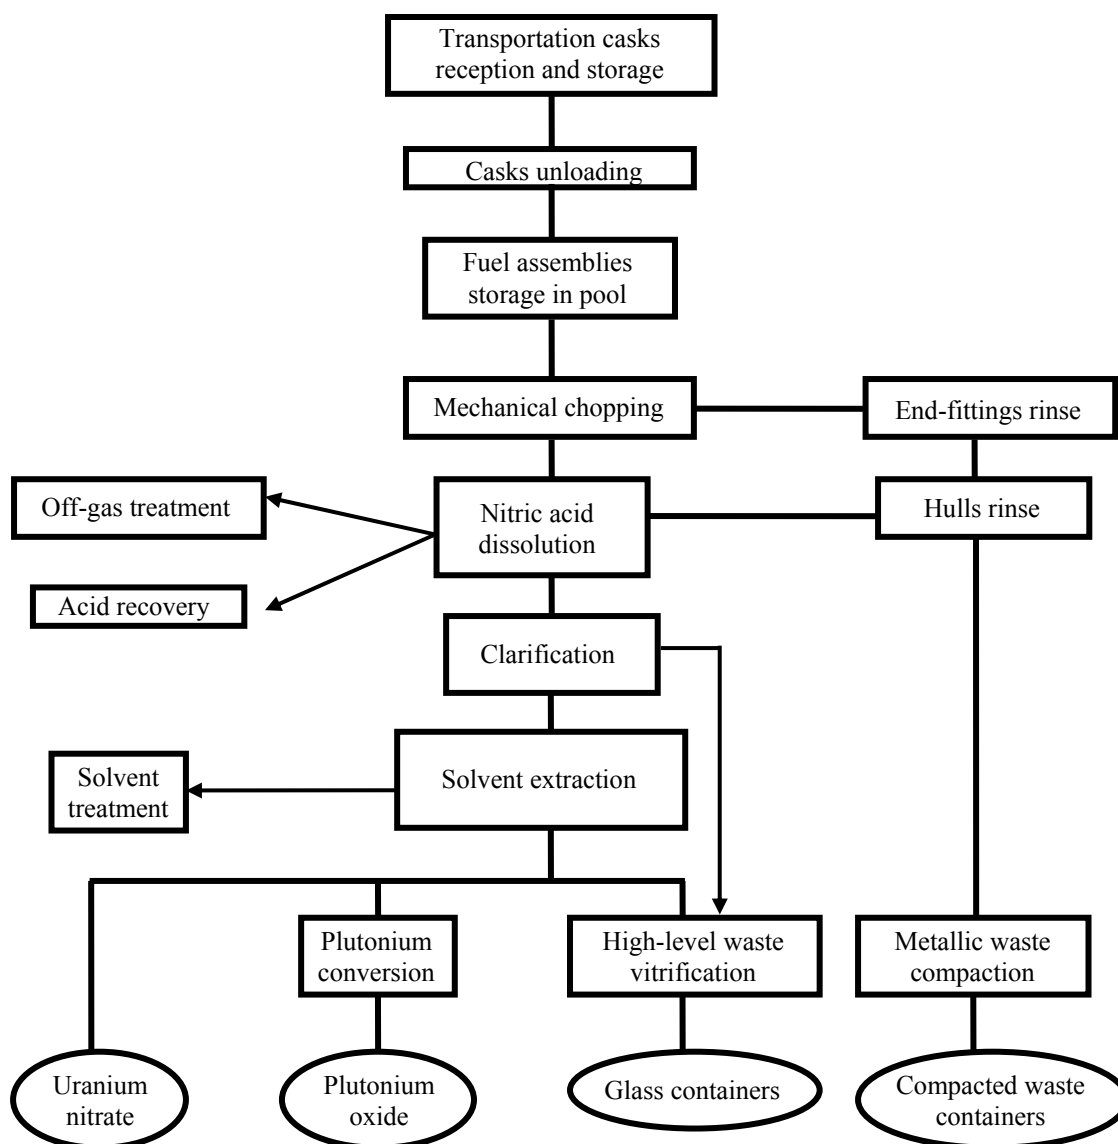 Transportation casks
reception and storage
Casks unloading
Fuel assemblies
storage in pool
Mechanical chopping
End-fittings rinse
Off-gas treatment
Nitric acid
dissolution
Hulls rinse
Acid recovery
Clarification
Solvent
treatment
Solvent extraction
Plutonium
conversion
High-level waste
vitrification
Metallic waste
compaction
Uranium
nitrate
Plutonium
oxide
Glass containers
Compacted waste
containers